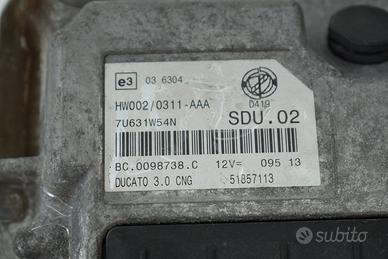 e3 03 6304
D419
HW002/0311-AAA
7U631W54N SDU.02
BC.0098738.C 12V= 095 13
DUCATO 3.0 CNG 51857113
subito